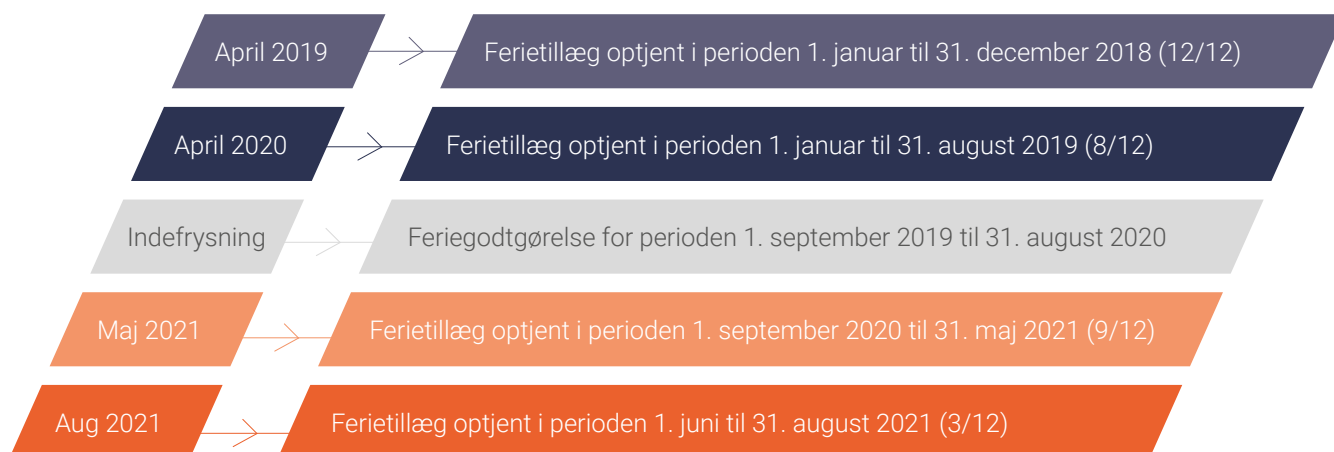 April 2019 Ferietillæg optjent i perioden 1. januar til 31. december 2018 (12/12)
April 2020 Ferietillæg optjent i perioden 1. januar til 31. august 2019 (8/12)
Indefrysning Feriegodtgørelse for perioden 1. september 2019 til 31. august 2020
Maj 2021 Ferietillæg optjent i perioden 1. september 2020 til 31. maj 2021 (9/12)
Aug 2021 Ferietillæg optjent i perioden 1. juni til 31. august 2021 (3/12)